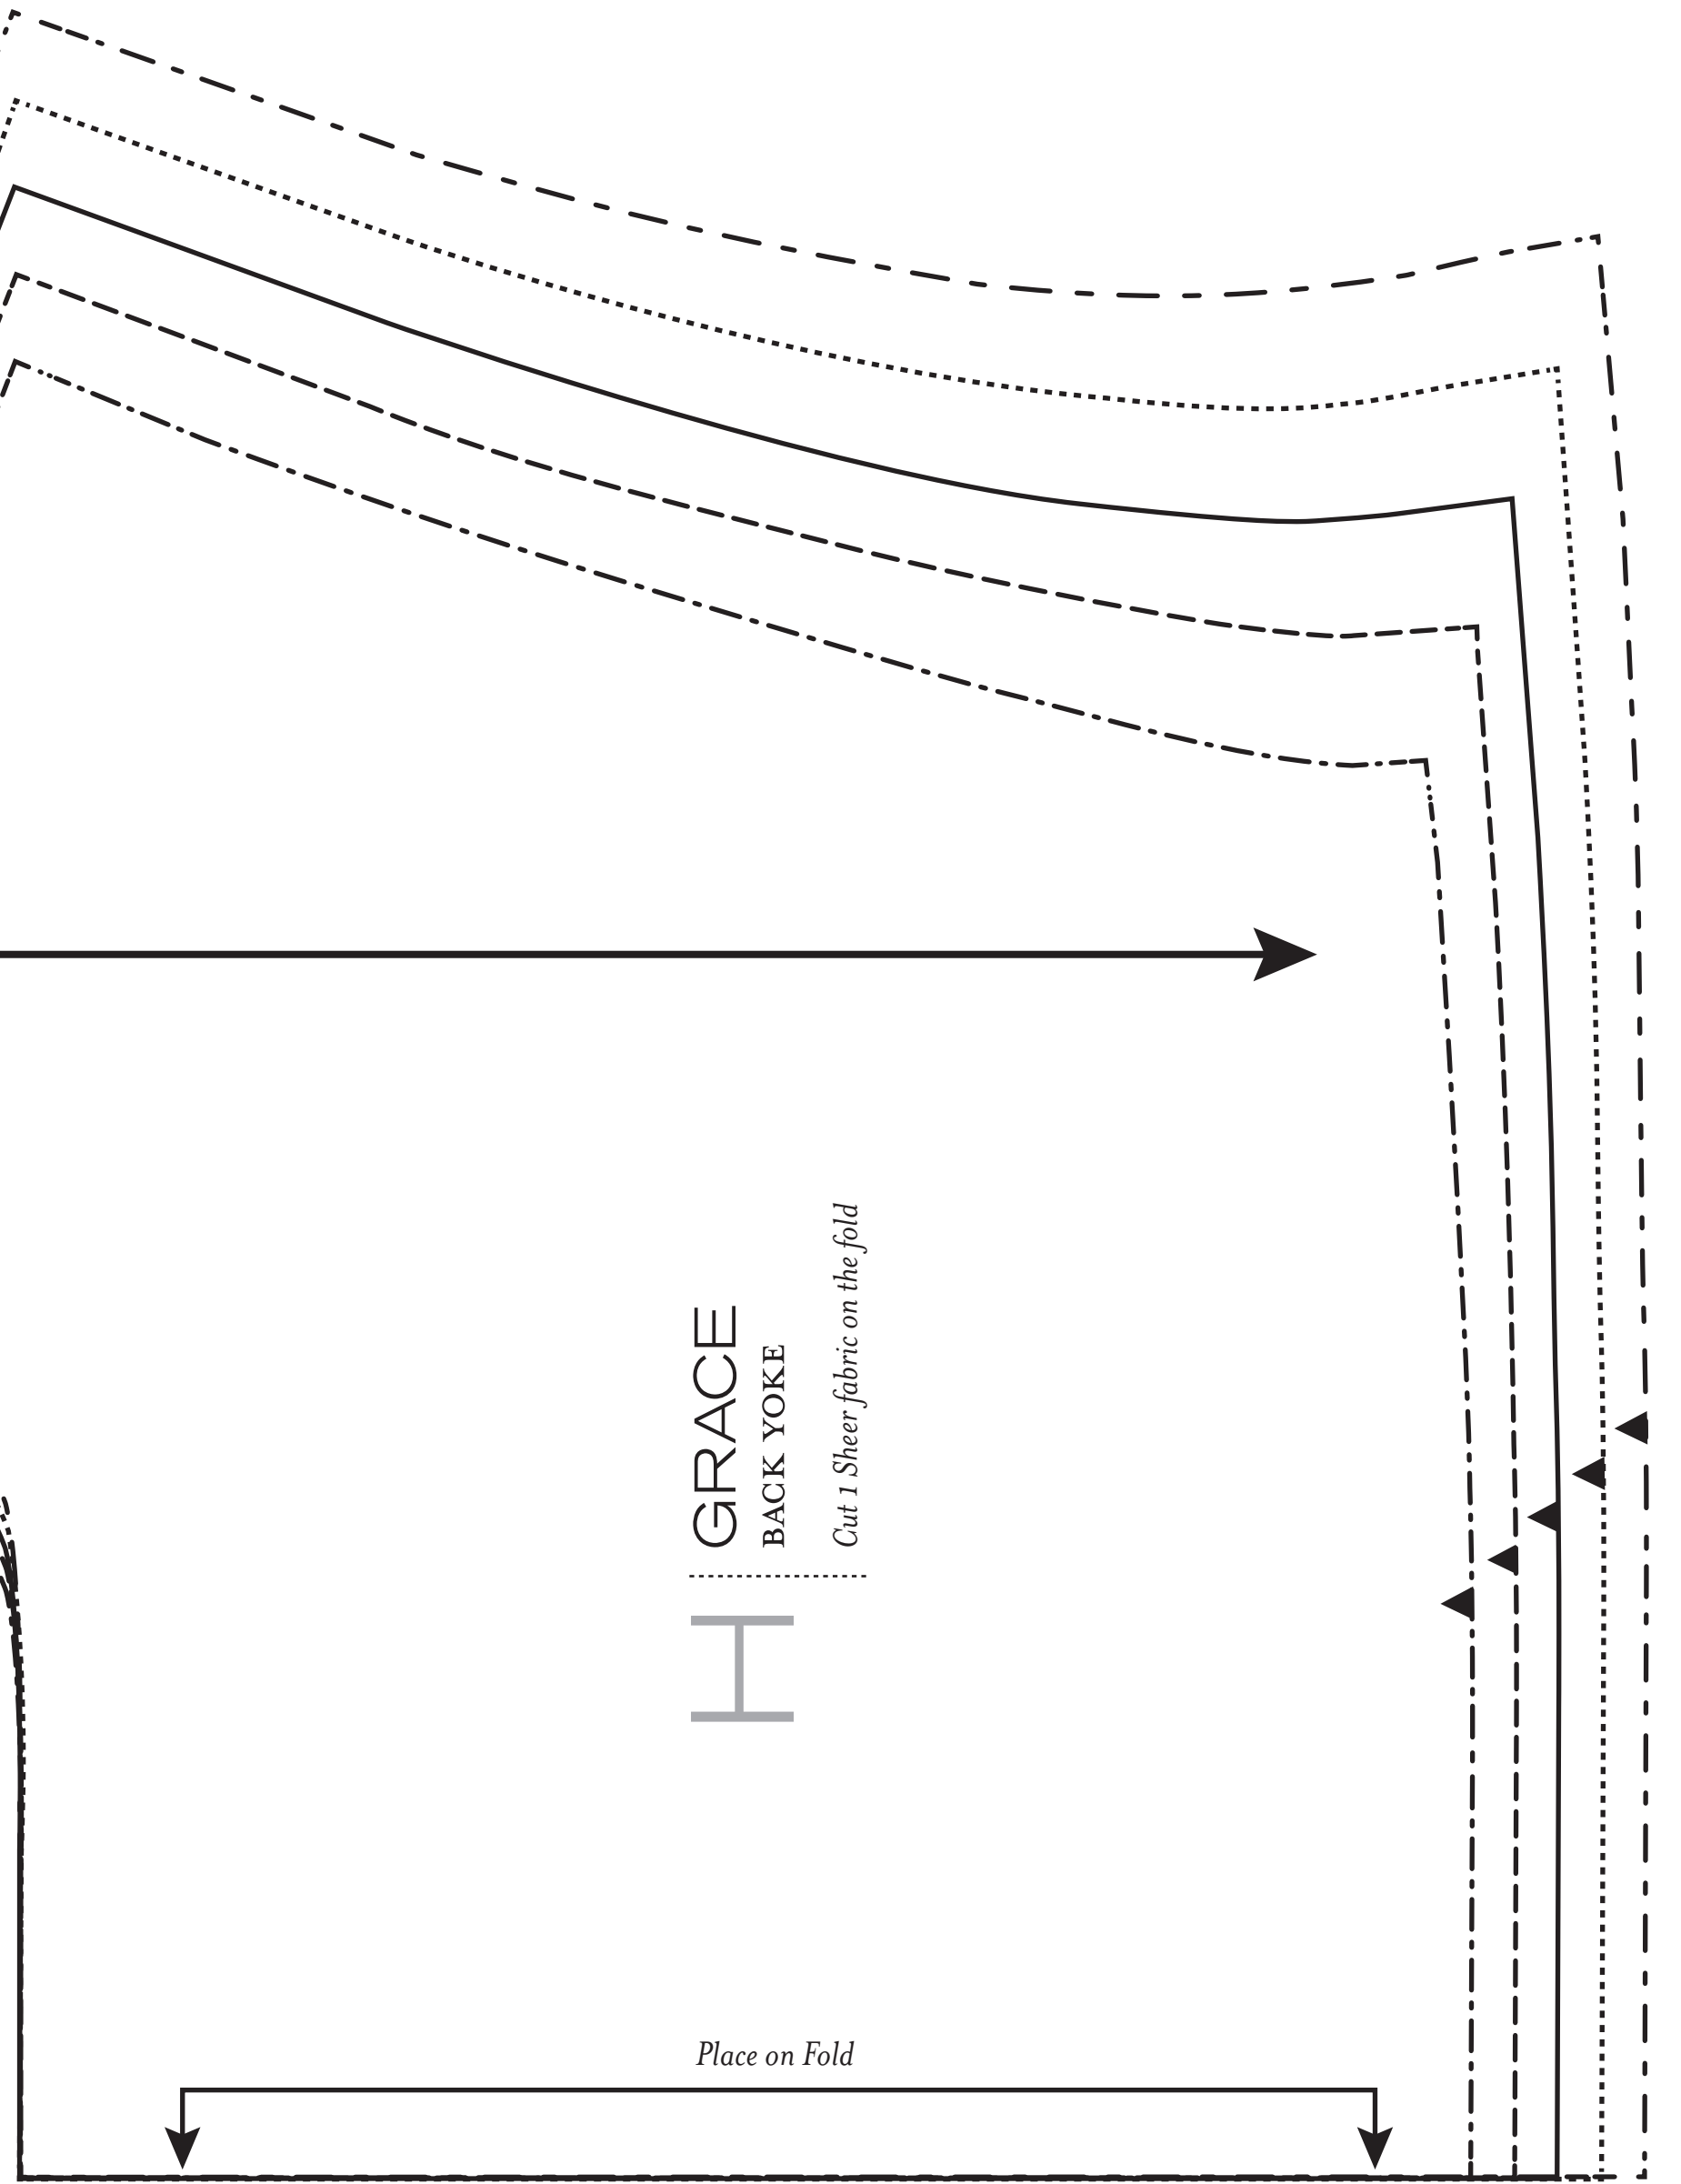 GRACE
BACK YOKE
Cut 1 Sheer fabric on the fold
H
Place on Fold